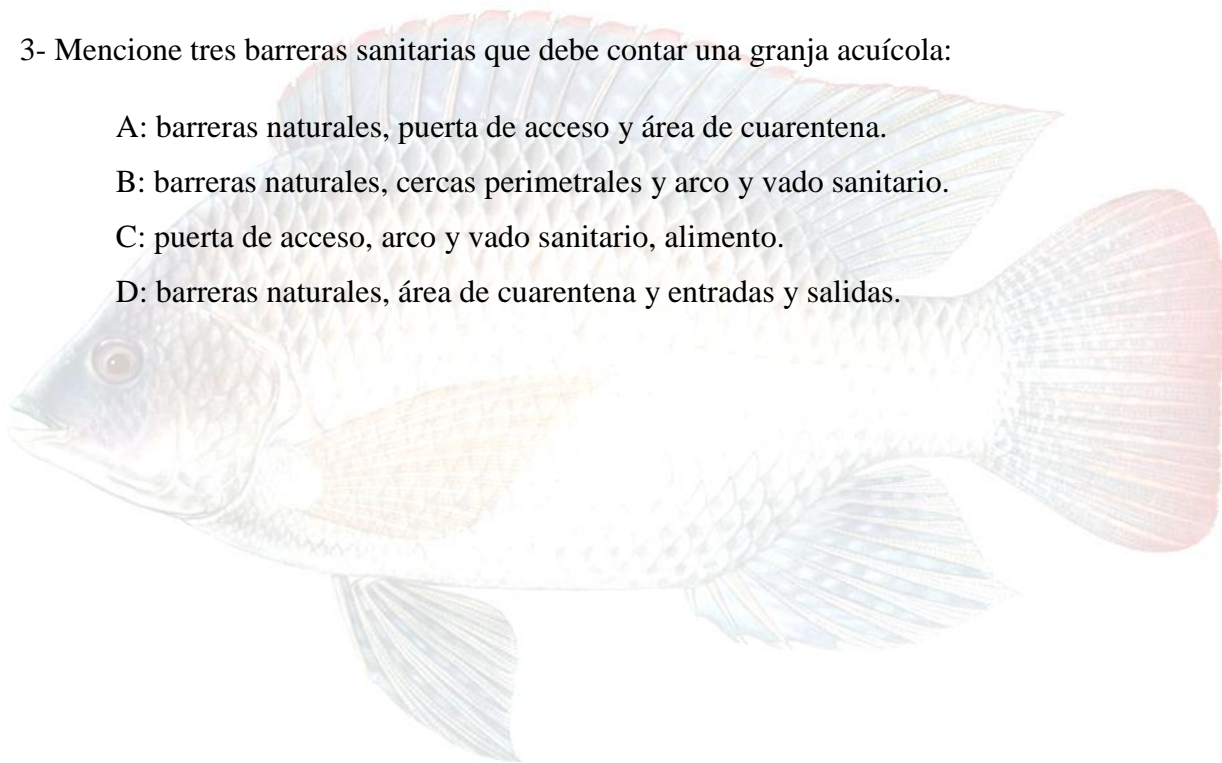 3- Mencione tres barreras sanitarias que debe contar una granja acuícola:
A: barreras naturales, puerta de acceso y área de cuarentena.
B: barreras naturales, cercas perimetrales y arco y vado sanitario.
C: puerta de acceso, arco y vado sanitario, alimento.
D: barreras naturales, área de cuarentena y entradas y salidas.